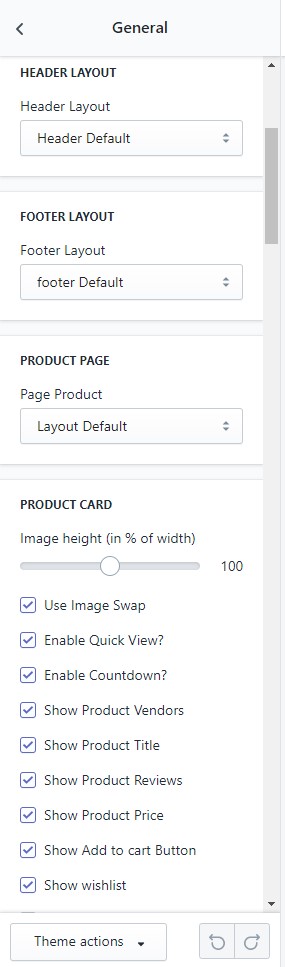 General
HEADER LAYOUT
Header Layout
Header Default
FOOTER LAYOUT
Footer Layout
footer Default
PRODUCT PAGE
Page Product
Layout Default
PRODUCT CARD
Image height (in % of width)
100
Use Image Swap
Enable Quick View?
Enable Countdown?
Show Product Vendors
Show Product Title
Show Product Reviews
Show Product Price
Show Add to cart Button
Show wishlist
Theme actions